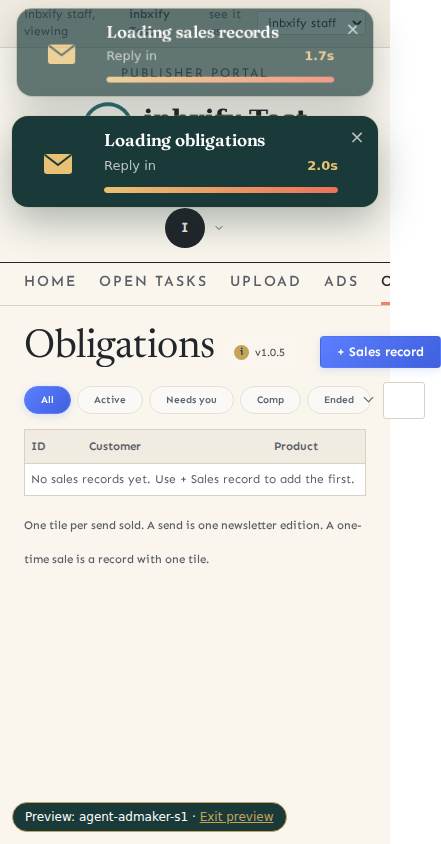 inbxify staff, inbxify see it inbxify staff
viewing
Loading sales records
Reply in 1.7s
PUBLISHER PORTAL
inbxify Test
Loading obligations
Reply in 2.0s
I
HOME OPEN TASKS UPLOAD ADS
Obligations i v1.0.5 + Sales record
All Active Needs you Comp Ended
ID Customer Product
No sales records yet. Use + Sales record to add the first.
One tile per send sold. A send is one newsletter edition. A one-
time sale is a record with one tile.
Preview: agent-admaker-s1 · Exit preview